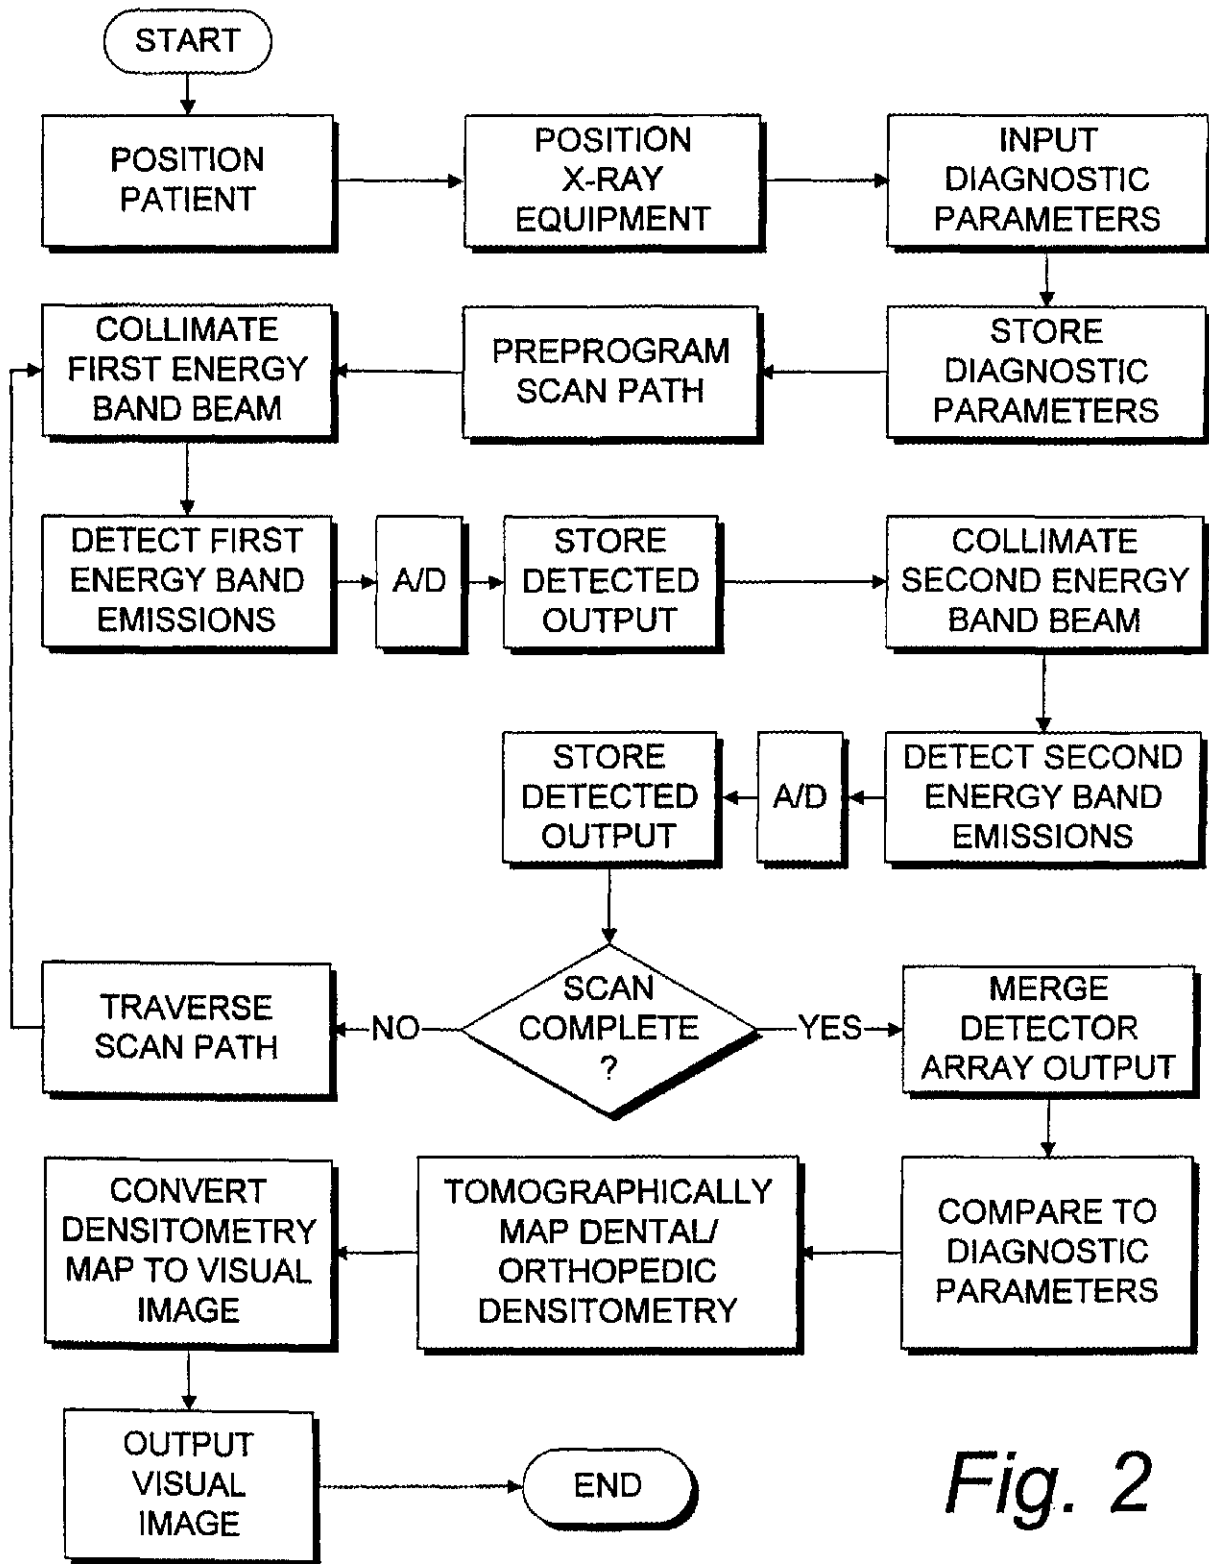 START
POSITION
PATIENT
POSITION
X-RAY
EQUIPMENT
INPUT
DIAGNOSTIC
PARAMETERS
STORE
DIAGNOSTIC
PARAMETERS
PREPROGRAM
SCAN PATH
COLLIMATE
FIRST ENERGY
BAND BEAM
DETECT FIRST
ENERGY BAND
EMISSIONS
A/D
STORE
DETECTED
OUTPUT
COLLIMATE
SECOND ENERGY
BAND BEAM
DETECT SECOND
ENERGY BAND
EMISSIONS
A/D
STORE
DETECTED
OUTPUT
SCAN
COMPLETE
?
NO
TRAVERSE
SCAN PATH
YES
MERGE
DETECTOR
ARRAY OUTPUT
COMPARE TO
DIAGNOSTIC
PARAMETERS
TOMOGRAPHICALLY
MAP DENTAL/
ORTHOPEDIC
DENSITOMETRY
CONVERT
DENSITOMETRY
MAP TO VISUAL
IMAGE
OUTPUT
VISUAL
IMAGE
END
Fig. 2